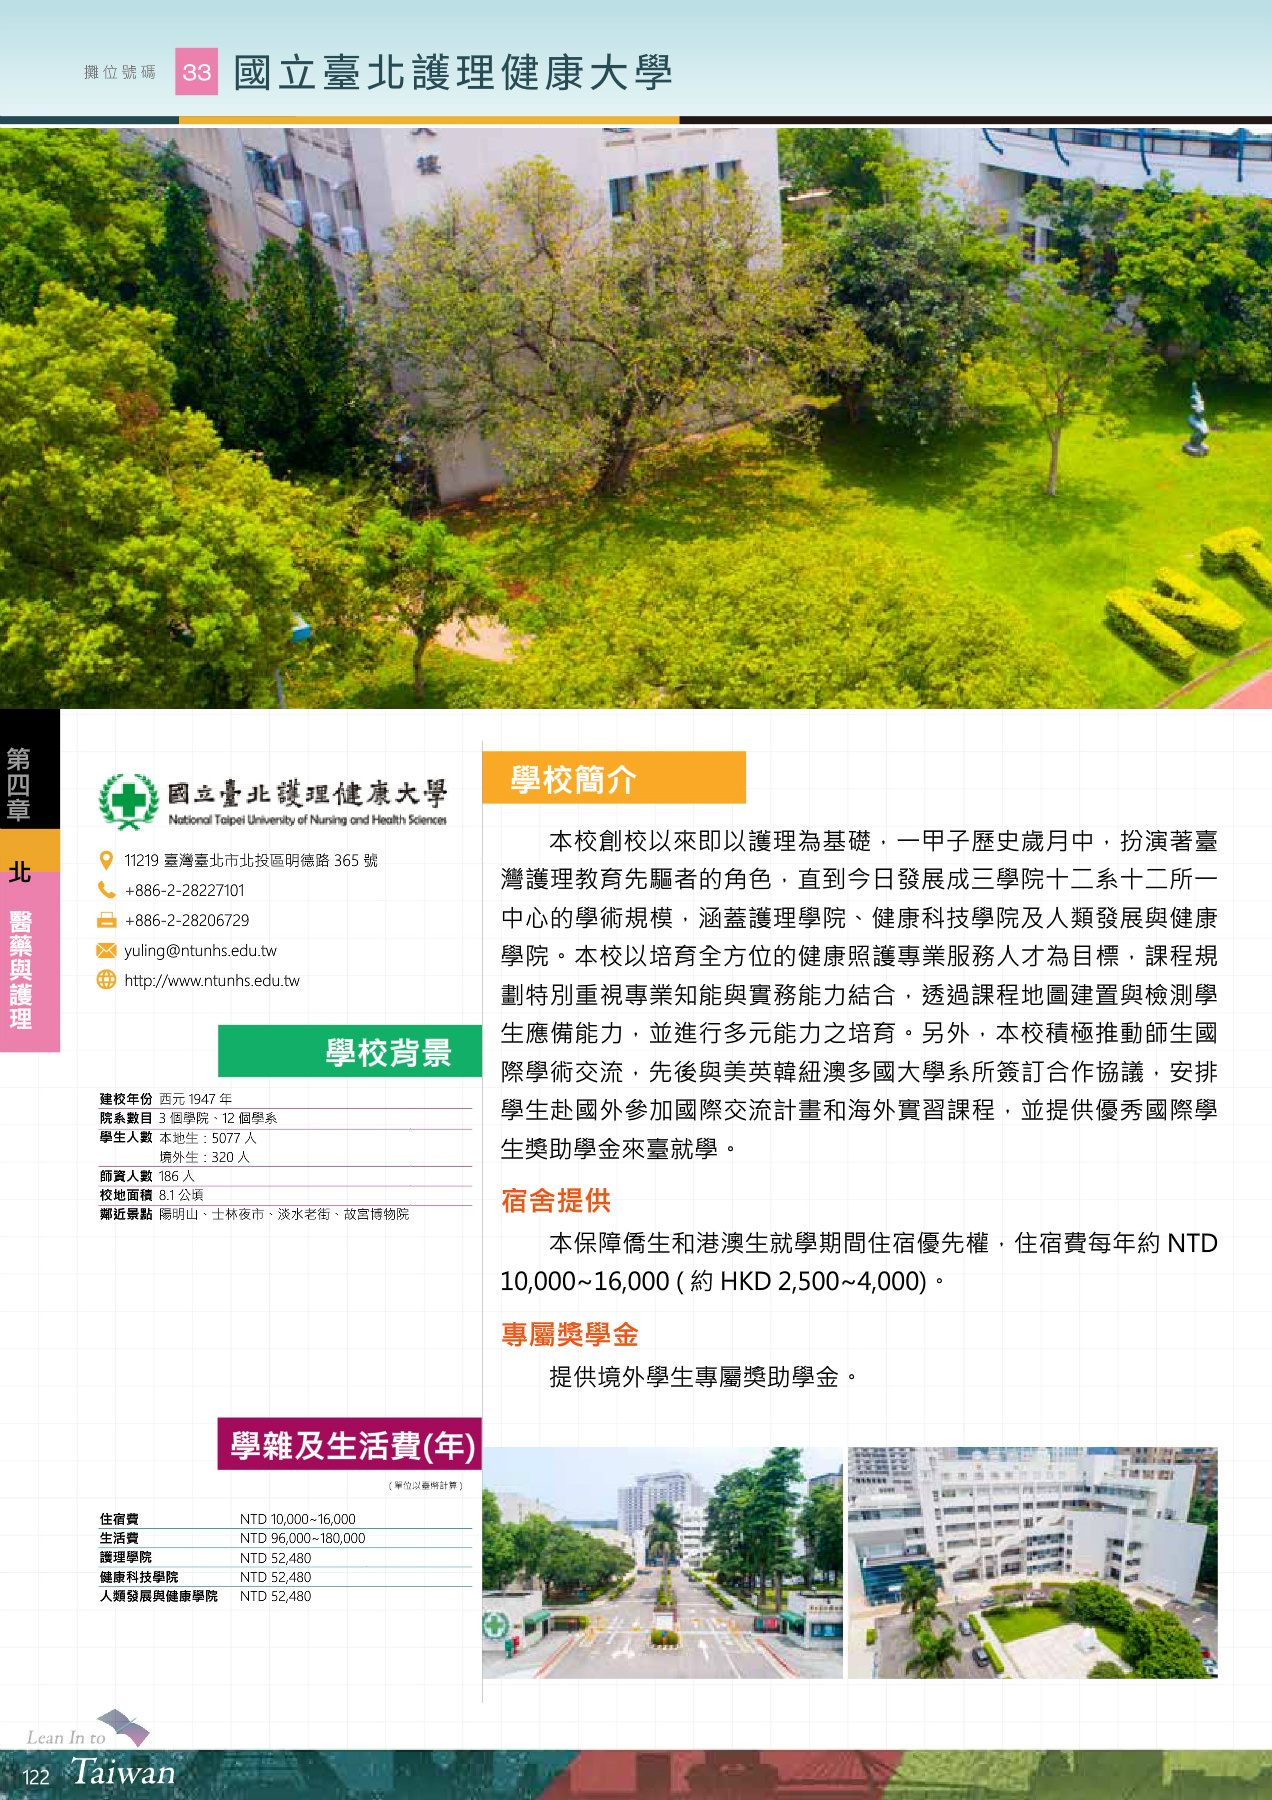 攤位號碼 33 國立臺北護理健康大學
樓
第四章
北
醫藥與護理
國立臺北護理健康大學
National Taipei University of Nursing and Health Sciences
11219 臺灣臺北市北投區明德路 365 號
+886-2-28227101
+886-2-28206729
yuling@ntunhs.edu.tw
http://www.ntunhs.edu.tw
學校背景
建校年份 西元 1947 年
院系數目 3 個學院、12 個學系
學生人數 本地生：5077 人
境外生：320 人
師資人數 186 人
校地面積 8.1 公頃
鄰近景點 陽明山、士林夜市、淡水老街、故宮博物院
學雜及生活費(年)
( 單位以臺幣計算 )
住宿費 NTD 10,000~16,000
生活費 NTD 96,000~180,000
護理學院 NTD 52,480
健康科技學院 NTD 52,480
人類發展與健康學院 NTD 52,480
學校簡介
本校創校以來即以護理為基礎，一甲子歷史歲月中，扮演著臺
灣護理教育先驅者的角色，直到今日發展成三學院十二系十二所一
中心的學術規模，涵蓋護理學院、健康科技學院及人類發展與健康
學院。本校以培育全方位的健康照護專業服務人才為目標，課程規
劃特別重視專業知能與實務能力結合，透過課程地圖建置與檢測學
生應備能力，並進行多元能力之培育。另外，本校積極推動師生國
際學術交流，先後與美英韓紐澳多國大學系所簽訂合作協議，安排
學生赴國外參加國際交流計畫和海外實習課程，並提供優秀國際學
生獎助學金來臺就學。
宿舍提供
本保障僑生和港澳生就學期間住宿優先權，住宿費每年約 NTD
10,000~16,000 ( 約 HKD 2,500~4,000)。
專屬獎學金
提供境外學生專屬獎助學金。
Lean In to
Taiwan
122